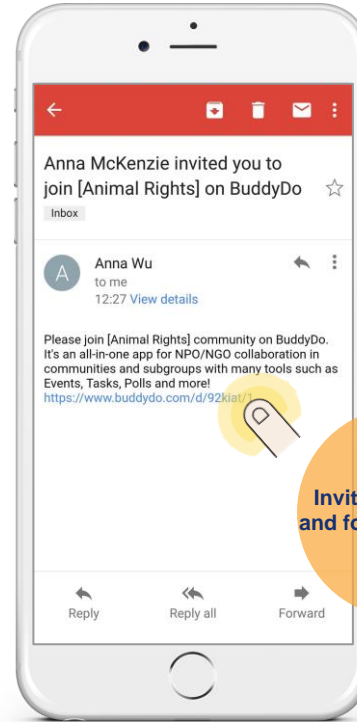 Anna McKenzie invited you to
join [Animal Rights] on BuddyDo
Inbox
A
Anna Wu
to me
12:27 View details
Please join [Animal Rights] community on BuddyDo.
It's an all-in-one app for NPO/NGO collaboration in
communities and subgroups with many tools such as
Events, Tasks, Polls and more!
https://www.buddydo.com/d/92kiat/1
Reply
Reply all
Forward